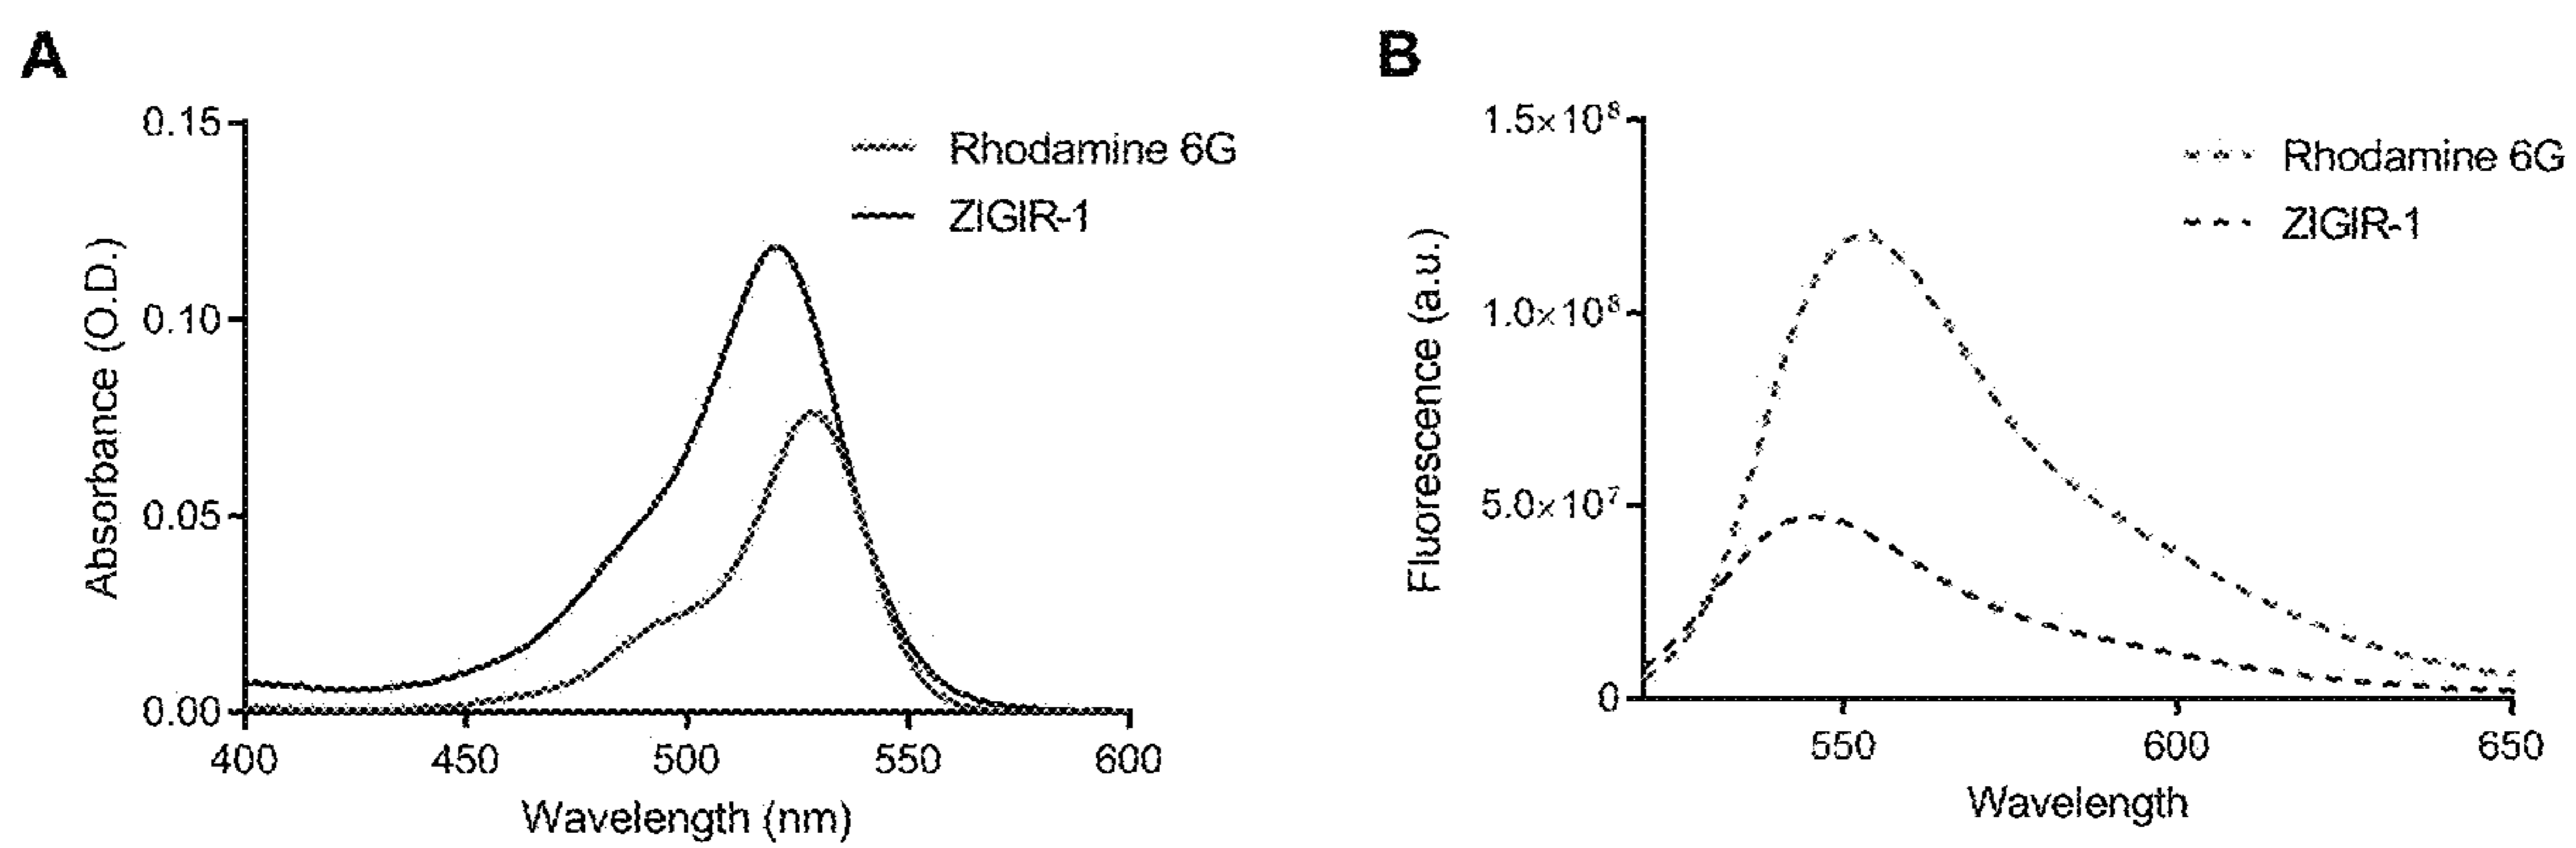 A
0.15
0.10
0.05
0.00
Absorbance (O.D.)
400 450 500 550 600
Wavelength (nm)
Rhodamine 6G
ZIGIR-1
B
1.5×10⁸
1.0×10⁸
5.0×10⁷
0
Fluorescence (a.u.)
550 600 650
Wavelength
Rhodamine 6G
ZIGIR-1